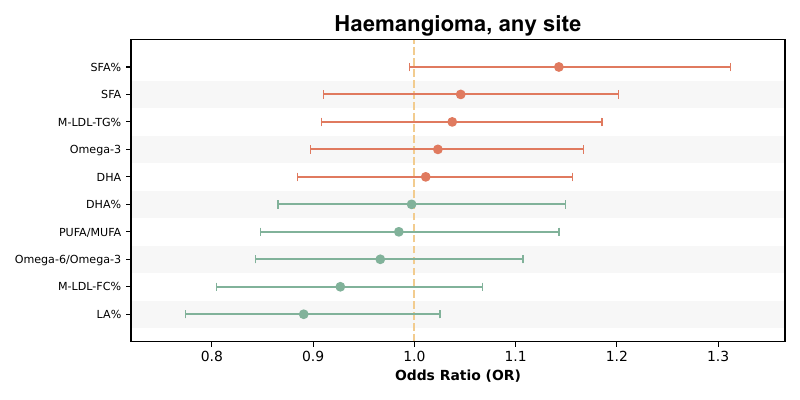 Haemangioma, any site
SFA%
SFA
M-LDL-TG%
Omega-3
DHA
DHA%
PUFA/MUFA
Omega-6/Omega-3
M-LDL-FC%
LA%
0.8 0.9 1.0 1.1 1.2 1.3
Odds Ratio (OR)